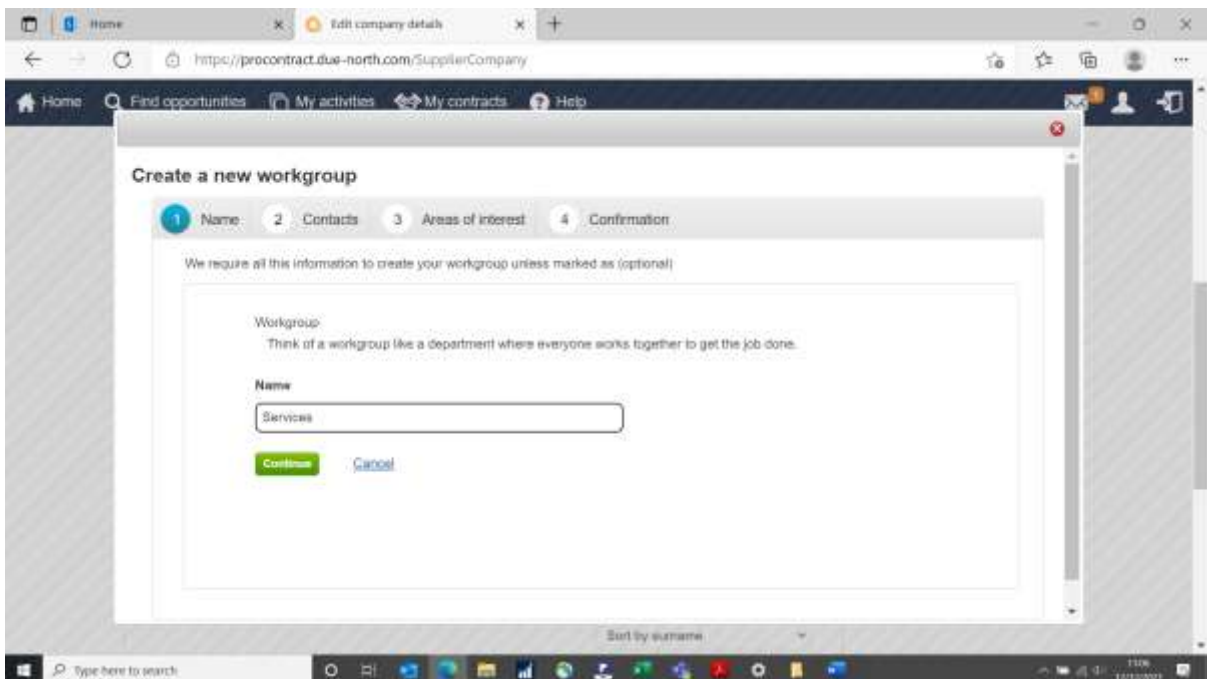 Home
Edit company details
https://procontract.due-north.com/SupplierCompany
Home Find opportunities My activities My contracts Help
Create a new workgroup
1 Name 2 Contacts 3 Areas of interest 4 Confirmation
We require all this information to create your workgroup unless marked as (optional)
Workgroup
Think of a workgroup like a department where everyone works together to get the job done.
Name
Services
Continue Cancel
Sort by surname
Type here to search